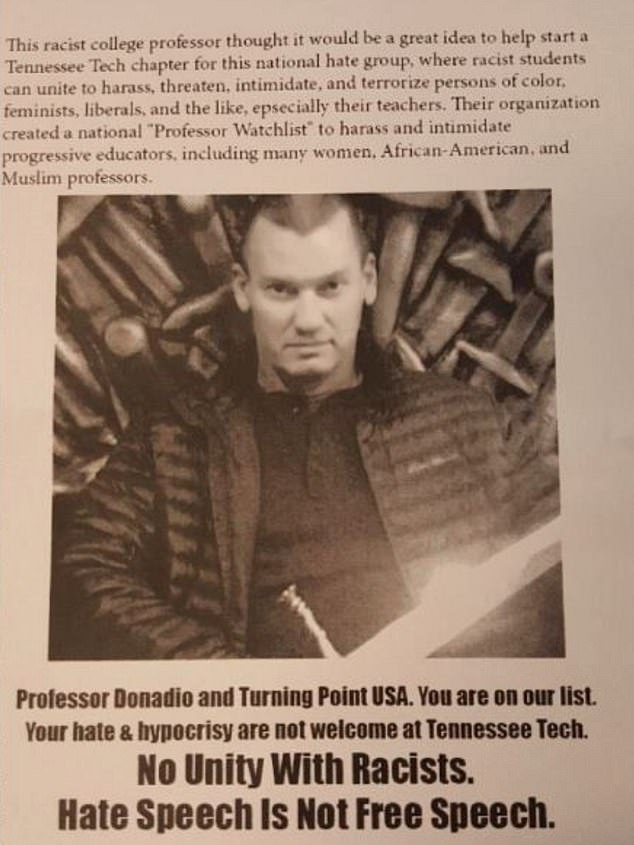 This racist college professor thought it would be a great idea to help start a
Tennessee Tech chapter for this national hate group, where racist students
can unite to harass, threaten, intimidate, and terrorize persons of color,
feminists, liberals, and the like, epsecially their teachers. Their organization
created a national "Professor Watchlist" to harass and intimidate
progressive educators, including many women, African-American, and
Muslim professors.
Professor Donadio and Turning Point USA. You are on our list.
Your hate & hypocrisy are not welcome at Tennessee Tech.
No Unity With Racists.
Hate Speech Is Not Free Speech.